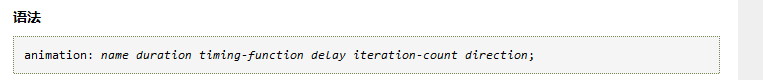 语法
animation: name duration timing-function delay iteration-count direction;